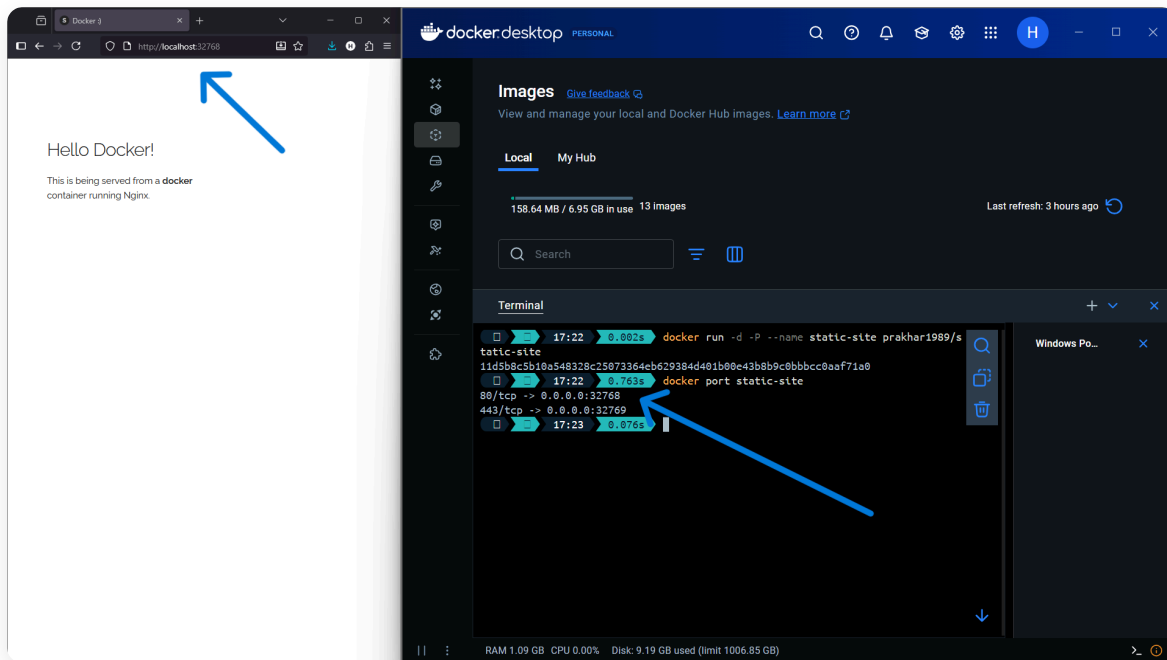 Docker :)
http://localhost:32768
Hello Docker!
This is being served from a docker
container running Nginx.
docker.desktop PERSONAL
H
Images Give feedback
View and manage your local and Docker Hub images. Learn more
Local My Hub
158.64 MB / 6.95 GB in use 13 images
Last refresh: 3 hours ago
Search
Terminal
17:22 0.002s docker run -d -P --name static-site prakhar1989/s
tatic-site
11d5b8c5b10a548328c25073364eb629384d401b00e43b8b9c0bbbcc0aaf71a0
17:22 0.763s docker port static-site
80/tcp -> 0.0.0.0:32768
443/tcp -> 0.0.0.0:32769
17:23 0.076s
Windows Po...
RAM 1.09 GB CPU 0.00% Disk: 9.19 GB used (limit 1006.85 GB)